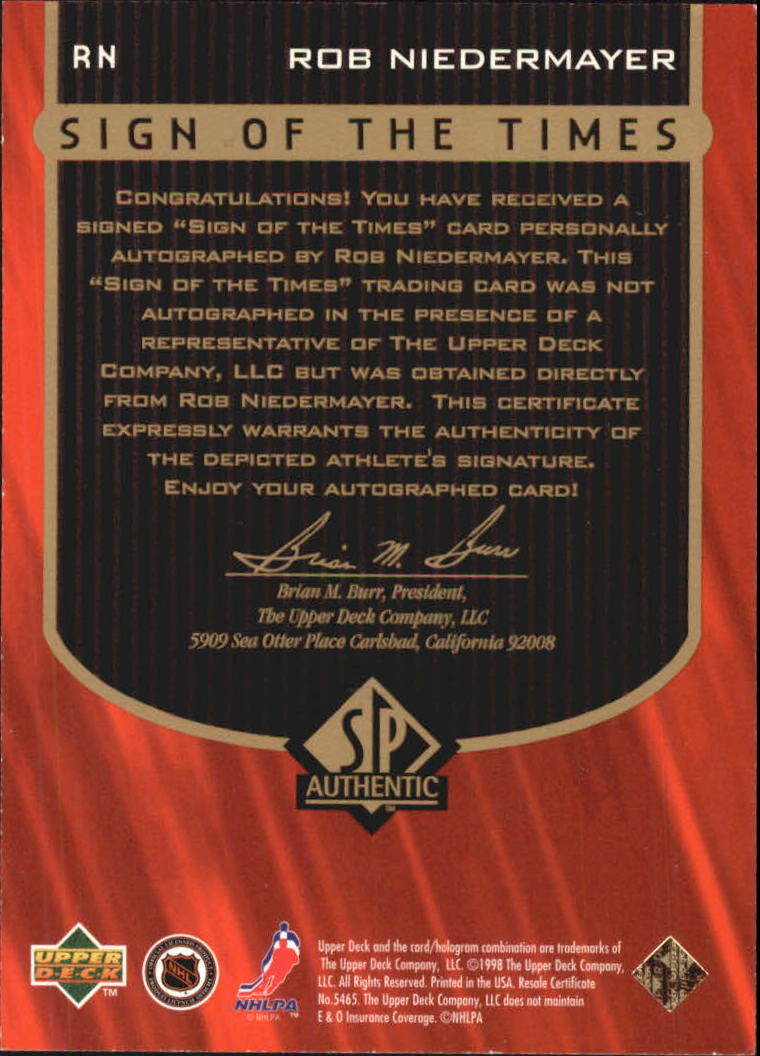 RN ROB NIEDERMAYER
SIGN OF THE TIMES
CONGRATULATIONS! YOU HAVE RECEIVED A
SIGNED “SIGN OF THE TIMES” CARD PERSONALLY
AUTOGRAPHED BY ROB NIEDERMAYER. THIS
“SIGN OF THE TIMES” TRADING CARD WAS NOT
AUTOGRAPHED IN THE PRESENCE OF A
REPRESENTATIVE OF THE UPPER DECK
COMPANY, LLC BUT WAS OBTAINED DIRECTLY
FROM ROB NIEDERMAYER. THIS CERTIFICATE
EXPRESSLY WARRANTS THE AUTHENTICITY OF
THE DEPICTED ATHLETE'S SIGNATURE.
ENJOY YOUR AUTOGRAPHED CARD!
Brian M. Burr
Brian M. Burr, President,
The Upper Deck Company, LLC
5909 Sea Otter Place Carlsbad, California 92008
SP
AUTHENTIC
TM
UPPER
DECK
TM
NHL
NHLPA
TM
© NHLPA
Upper Deck and the card/hologram combination are trademarks of
The Upper Deck Company, LLC. ©1998 The Upper Deck Company,
LLC. All Rights Reserved. Printed in the USA. Resale Certificate
No.5465. The Upper Deck Company, LLC does not maintain
E & O Insurance Coverage. ©NHLPA